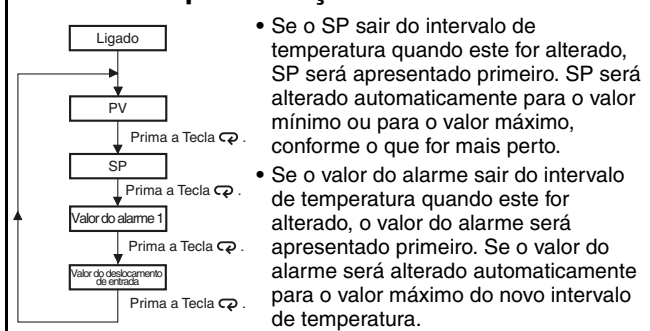 Ligado
PV
Prima a Tecla .
SP
Prima a Tecla .
Valor do alarme 1
Prima a Tecla .
Valor do deslocamento
de entrada
Prima a Tecla .
• Se o SP sair do intervalo de
temperatura quando este for alterado,
SP será apresentado primeiro. SP será
alterado automaticamente para o valor
mínimo ou para o valor máximo,
conforme o que for mais perto.
• Se o valor do alarme sair do intervalo
de temperatura quando este for
alterado, o valor do alarme será
apresentado primeiro. Se o valor do
alarme será alterado automaticamente
para o valor máximo do novo intervalo
de temperatura.